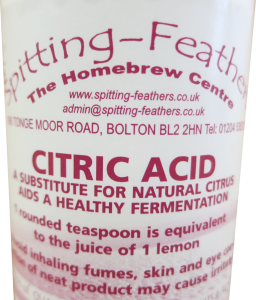 Spitting-Feathers
The Homebrew Centre
www.spitting-feathers.co.uk
admin@spitting-feathers.co.uk
TONGE MOOR ROAD, BOLTON BL2 2HN Tel: 01204
CITRIC ACID
A SUBSTITUTE FOR NATURAL CITRUS
AIDS A HEALTHY FERMENTATION
1 rounded teaspoon is equivalent
to the juice of 1 lemon
inhaling fumes, skin and eye
of neat product may cause